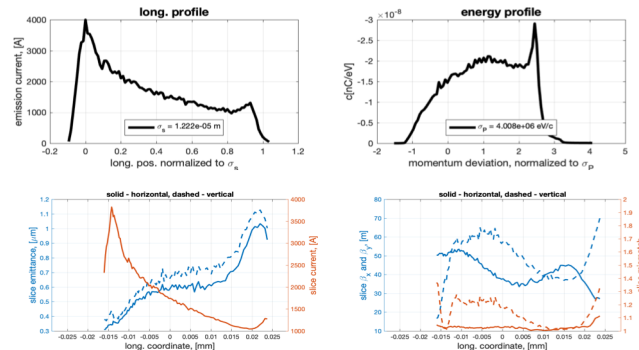 long. profile
emission current, [A]
4000
3000
2000
1000
0
-0.2 0 0.2 0.4 0.6 0.8 1 1.2
σs = 1.222e-05 m
long. pos. normalized to σs
energy profile
×10^-8
c[nC/eV]
-3
-2.5
-2
-1.5
-1
-0.5
0
-2 -1 0 1 2 3 4 5
σp = 4.008e+06 eV/c
momentum deviation, normalized to σp
solid - horizontal, dashed - vertical
slice emittance, [μm]
1.2
1.1
1
0.9
0.8
0.7
0.6
0.5
0.4
0.3
-0.025 -0.02 -0.015 -0.01 -0.005 0 0.005 0.01 0.015 0.02 0.025
long. coordinate, [mm]
4000
3500
3000
2500
2000
1500
1000
slice current, [A]
solid - horizontal, dashed - vertical
slice βx and βy, [m]
80
70
60
50
40
30
20
10
-0.025 -0.02 -0.015 -0.01 -0.005 0 0.005 0.01 0.015 0.02 0.025
long. coordinate, [mm]
2
1.9
1.8
1.7
1.6
1.5
1.4
1.3
1.2
1.1
1